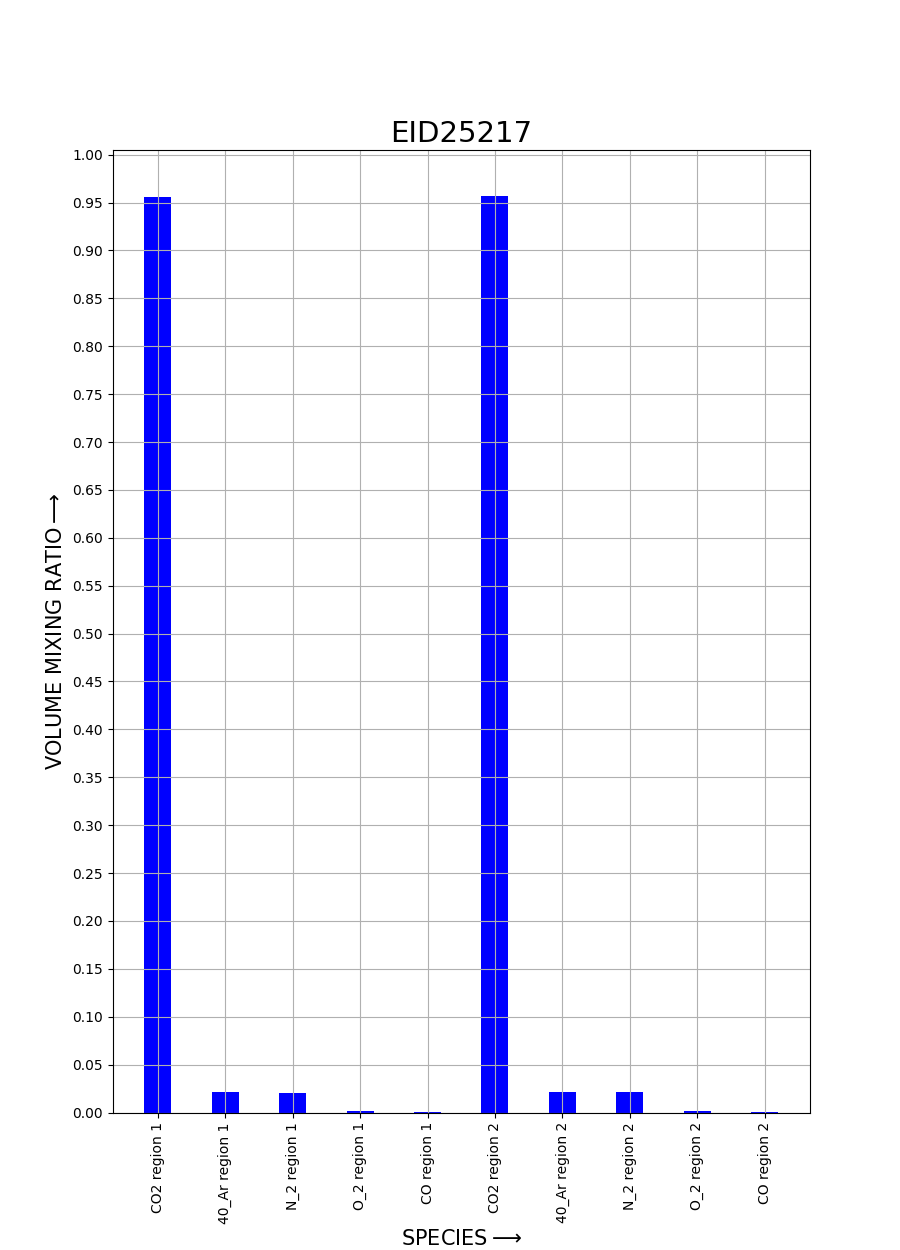 EID25217
VOLUME MIXING RATIO →
1.00
0.95
0.90
0.85
0.80
0.75
0.70
0.65
0.60
0.55
0.50
0.45
0.40
0.35
0.30
0.25
0.20
0.15
0.10
0.05
0.00
CO2 region 1
40_Ar region 1
N_2 region 1
O_2 region 1
CO region 1
CO2 region 2
40_Ar region 2
N_2 region 2
O_2 region 2
CO region 2
SPECIES →